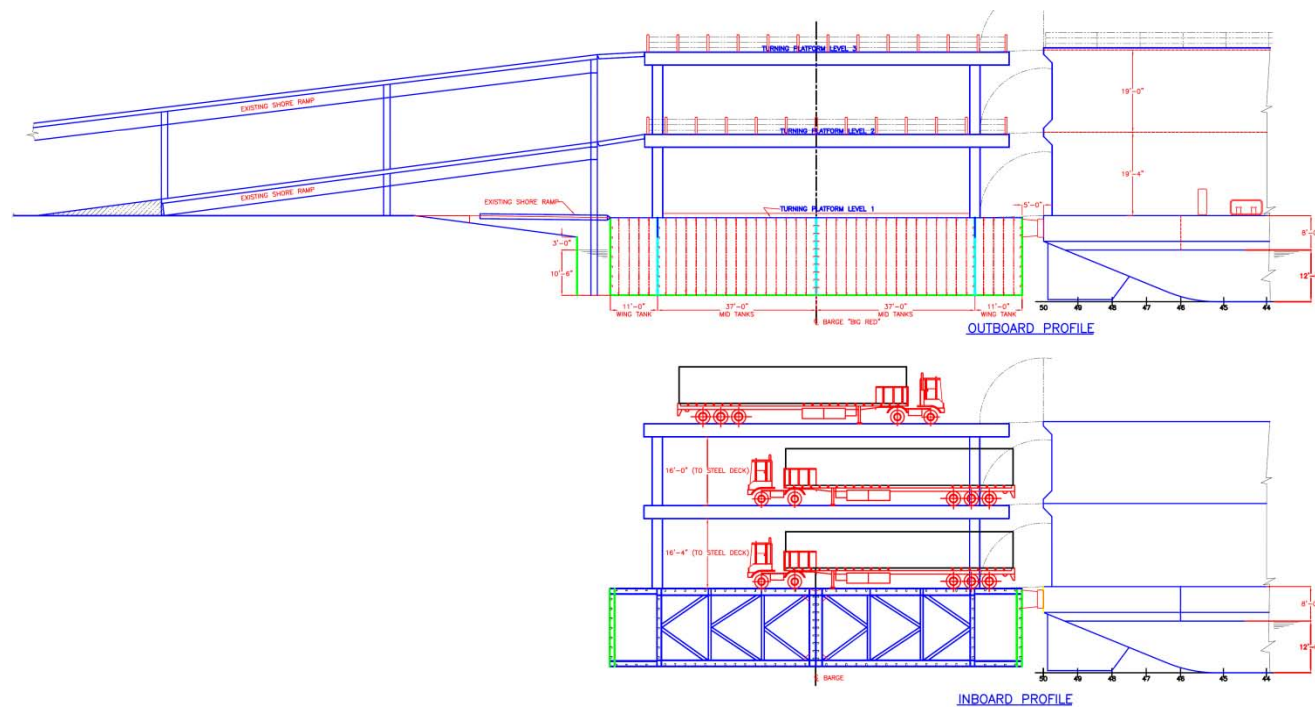 TURNING PLATFORM LEVEL 3
EXISTING SHORE RAMP
19'-0"
TURNING PLATFORM LEVEL 2
EXISTING SHORE RAMP
19'-4"
EXISTING SHORE RAMP
TURNING PLATFORM LEVEL 1
5'-0"
3'-0"
8'-0
10'-6"
12'-
11'-0"
37'-0"
37'-0"
11'-0"
WING TANK
MID TANKS
MID TANKS
WING TANK
50 49 48 47 46 45 44
BARGE "BIG RED"
OUTBOARD PROFILE
16'-0" (TO STEEL DECK)
16'-4" (TO STEEL DECK)
12'-
50 49 48 47 46 45 44
BARGE
INBOARD PROFILE